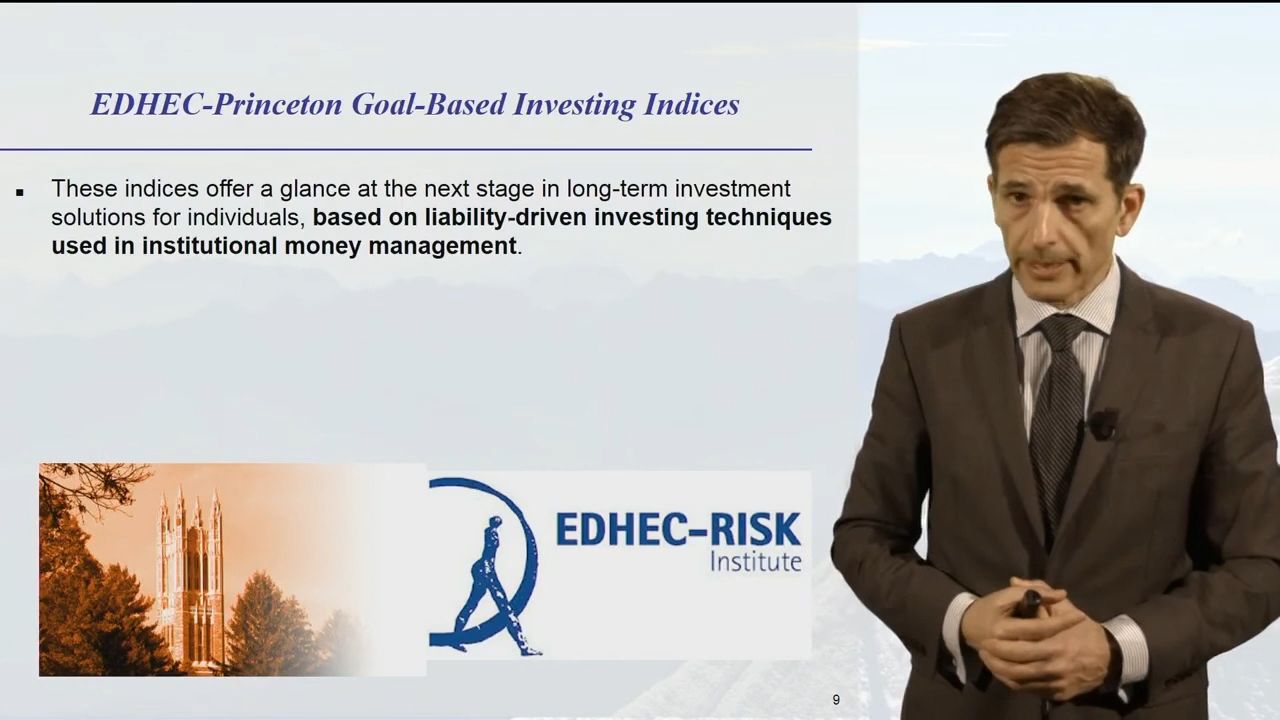 EDHEC-Princeton Goal-Based Investing Indices
▪ These indices offer a glance at the next stage in long-term investment
solutions for individuals, based on liability-driven investing techniques
used in institutional money management.
EDHEC-RISK
Institute
9